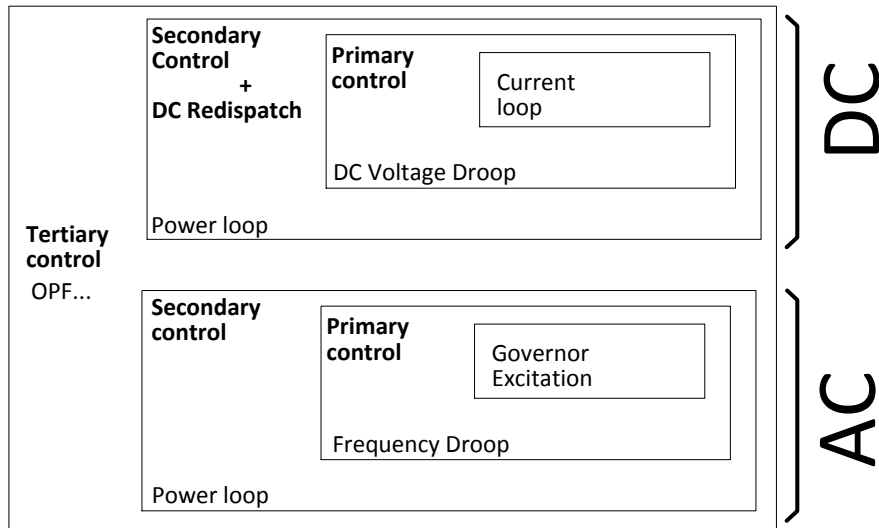 Secondary
Control
+
DC Redispatch
Primary
control
Current
loop
DC Voltage Droop
Power loop
DC
Tertiary
control
OPF...
Secondary
control
Primary
control
Governor
Excitation
Frequency Droop
Power loop
AC